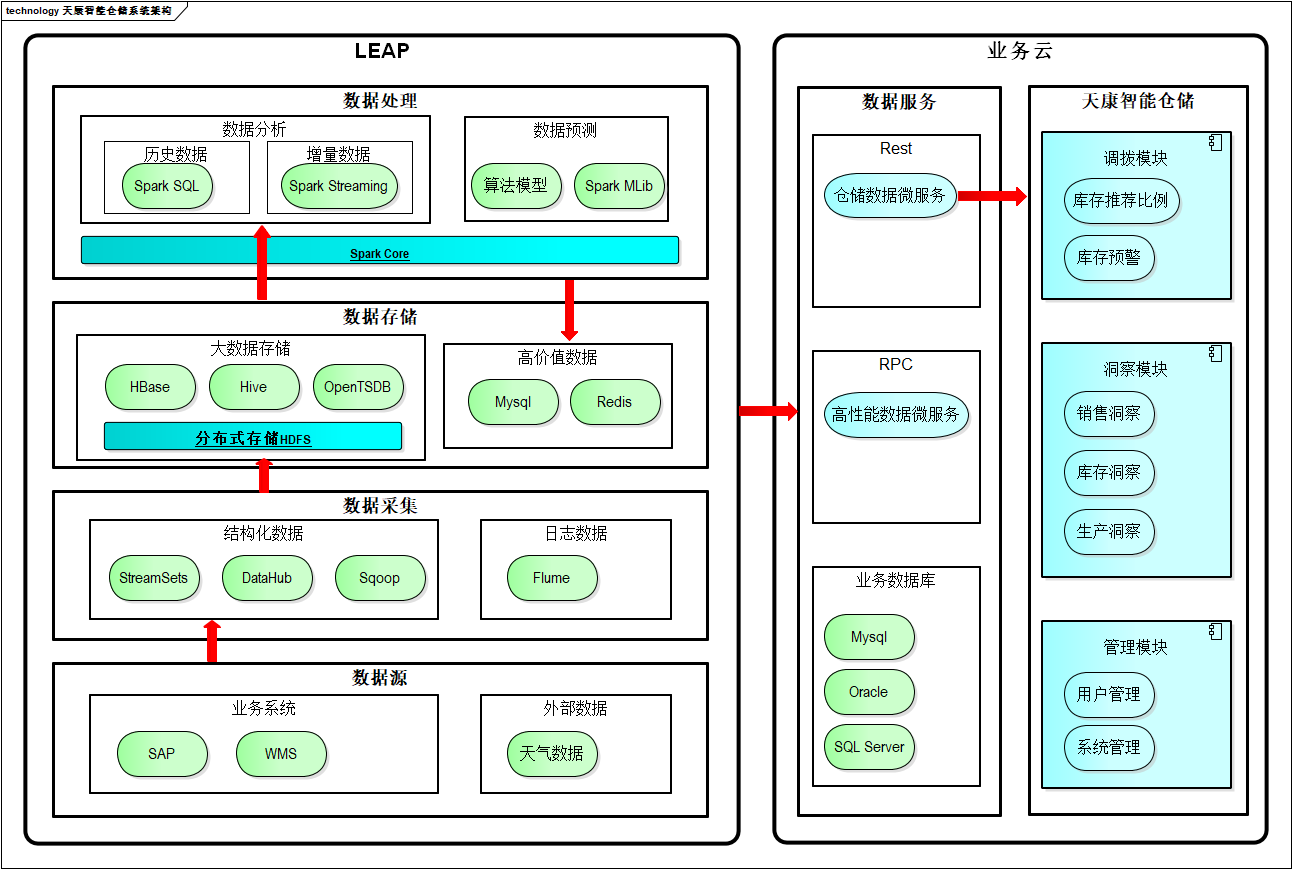 technology 天康智能仓储系统架构
LEAP
数据处理
数据分析
历史数据
Spark SQL
增量数据
Spark Streaming
数据预测
算法模型
Spark MLib
Spark Core
数据存储
大数据存储
HBase
Hive
OpenTSDB
分布式存储HDFS
高价值数据
Mysql
Redis
数据采集
结构化数据
StreamSets
DataHub
Sqoop
日志数据
Flume
数据源
业务系统
SAP
WMS
外部数据
天气数据
业务云
数据服务
Rest
仓储数据微服务
RPC
高性能数据微服务
业务数据库
Mysql
Oracle
SQL Server
天康智能仓储
调拨模块
库存推荐比例
库存预警
洞察模块
销售洞察
库存洞察
生产洞察
管理模块
用户管理
系统管理